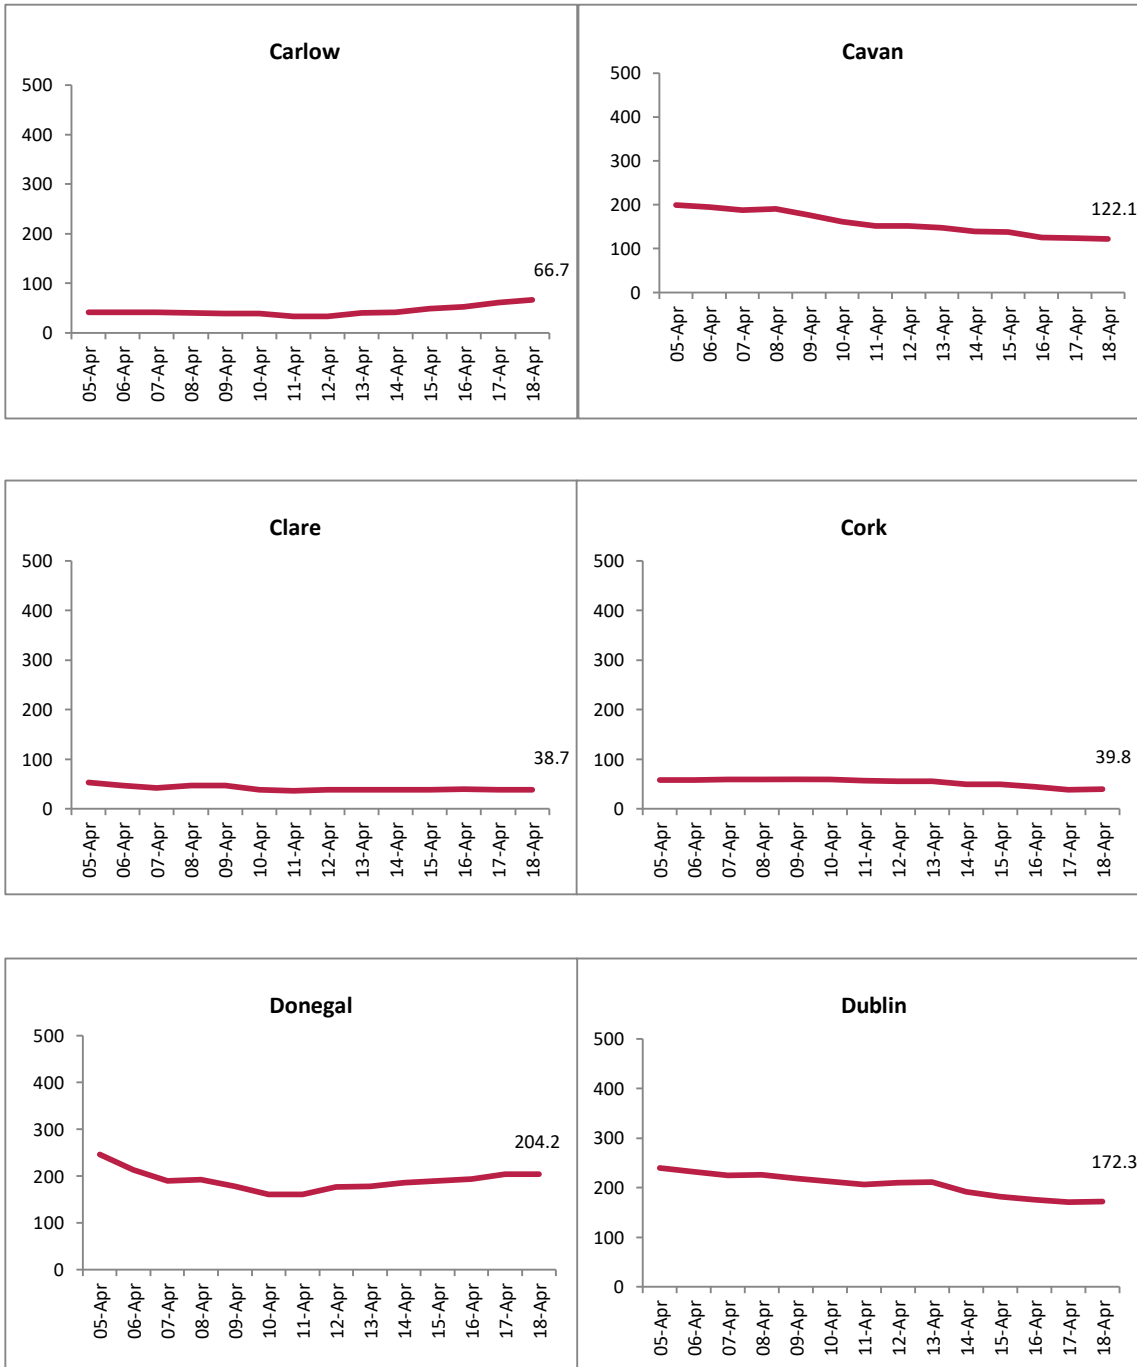 Carlow
500
400
300
200
100
0
66.7
05-Apr
06-Apr
07-Apr
08-Apr
09-Apr
10-Apr
11-Apr
12-Apr
13-Apr
14-Apr
15-Apr
16-Apr
17-Apr
18-Apr
Cavan
500
400
300
200
100
0
122.1
05-Apr
06-Apr
07-Apr
08-Apr
09-Apr
10-Apr
11-Apr
12-Apr
13-Apr
14-Apr
15-Apr
16-Apr
17-Apr
18-Apr
Clare
500
400
300
200
100
0
38.7
05-Apr
06-Apr
07-Apr
08-Apr
09-Apr
10-Apr
11-Apr
12-Apr
13-Apr
14-Apr
15-Apr
16-Apr
17-Apr
18-Apr
Cork
500
400
300
200
100
0
39.8
05-Apr
06-Apr
07-Apr
08-Apr
09-Apr
10-Apr
11-Apr
12-Apr
13-Apr
14-Apr
15-Apr
16-Apr
17-Apr
18-Apr
Donegal
500
400
300
200
100
0
204.2
05-Apr
06-Apr
07-Apr
08-Apr
09-Apr
10-Apr
11-Apr
12-Apr
13-Apr
14-Apr
15-Apr
16-Apr
17-Apr
18-Apr
Dublin
500
400
300
200
100
0
172.3
05-Apr
06-Apr
07-Apr
08-Apr
09-Apr
10-Apr
11-Apr
12-Apr
13-Apr
14-Apr
15-Apr
16-Apr
17-Apr
18-Apr